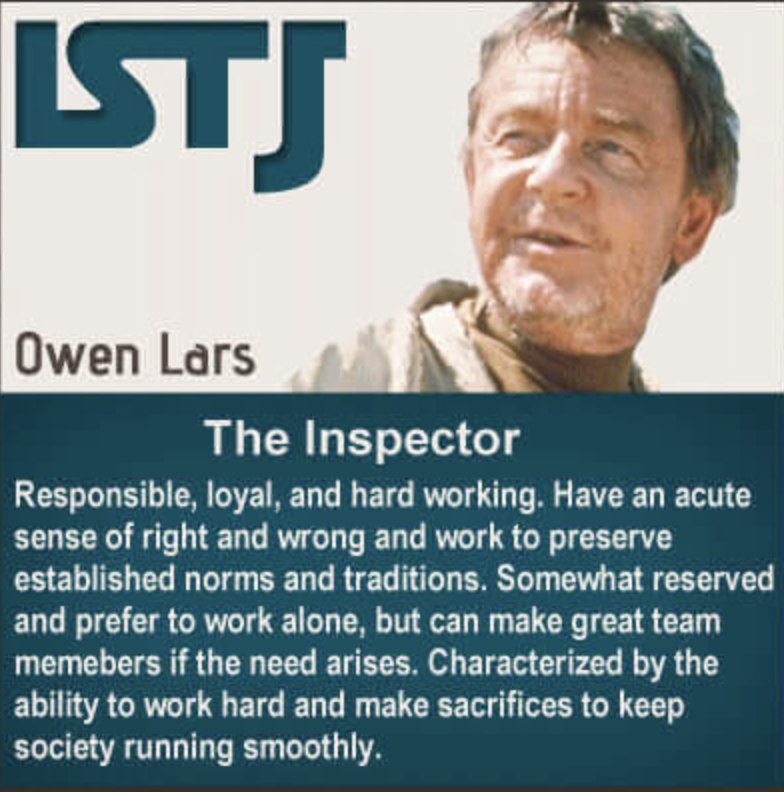 ISTJ
Owen Lars
The Inspector
Responsible, loyal, and hard working. Have an acute
sense of right and wrong and work to preserve
established norms and traditions. Somewhat reserved
and prefer to work alone, but can make great team
memebers if the need arises. Characterized by the
ability to work hard and make sacrifices to keep
society running smoothly.